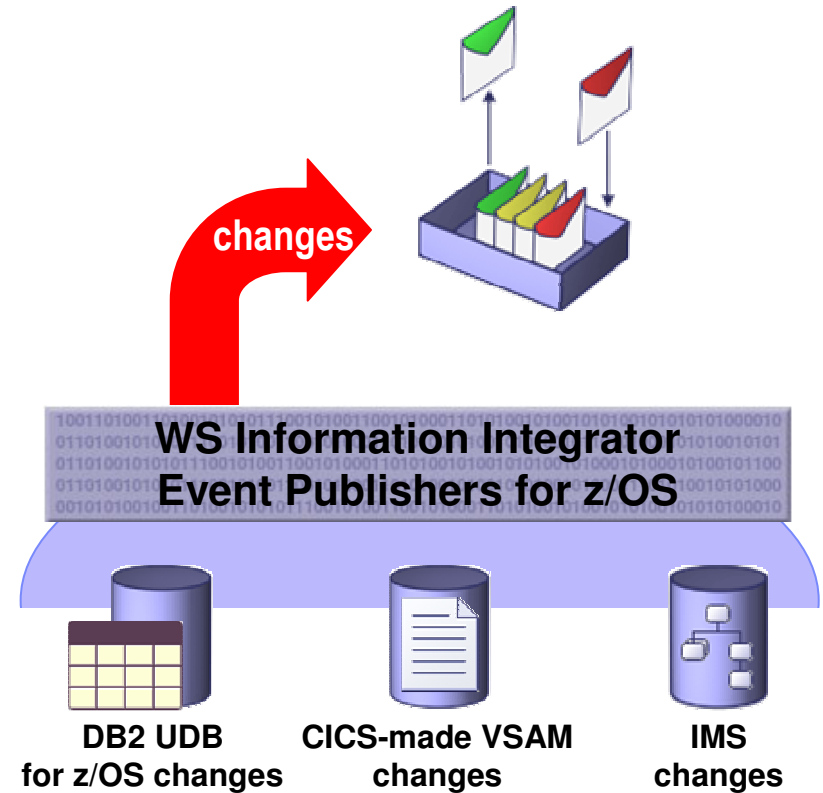 changes
WS Information Integrator
Event Publishers for z/OS
DB2 UDB
for z/OS changes
CICS-made VSAM
changes
IMS
changes